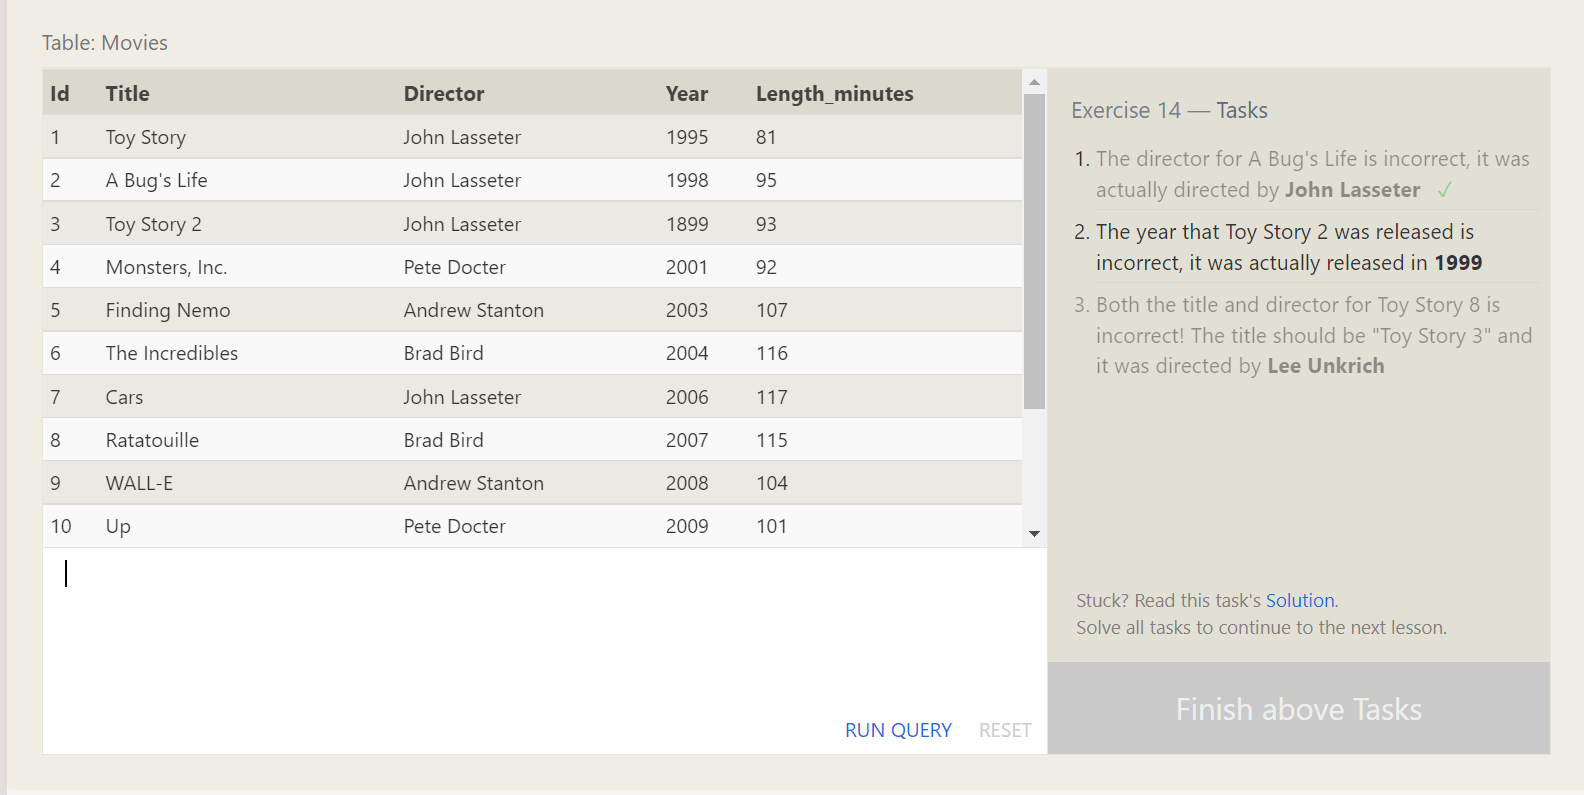 Table: Movies
Id Title Director Year Length_minutes
1 Toy Story John Lasseter 1995 81
2 A Bug's Life John Lasseter 1998 95
3 Toy Story 2 John Lasseter 1899 93
4 Monsters, Inc. Pete Docter 2001 92
5 Finding Nemo Andrew Stanton 2003 107
6 The Incredibles Brad Bird 2004 116
7 Cars John Lasseter 2006 117
8 Ratatouille Brad Bird 2007 115
9 WALL-E Andrew Stanton 2008 104
10 Up Pete Docter 2009 101
RUN QUERY RESET
Exercise 14 — Tasks
1. The director for A Bug's Life is incorrect, it was
actually directed by John Lasseter ✓
2. The year that Toy Story 2 was released is
incorrect, it was actually released in 1999
3. Both the title and director for Toy Story 8 is
incorrect! The title should be "Toy Story 3" and
it was directed by Lee Unkrich
Stuck? Read this task's Solution.
Solve all tasks to continue to the next lesson.
Finish above Tasks